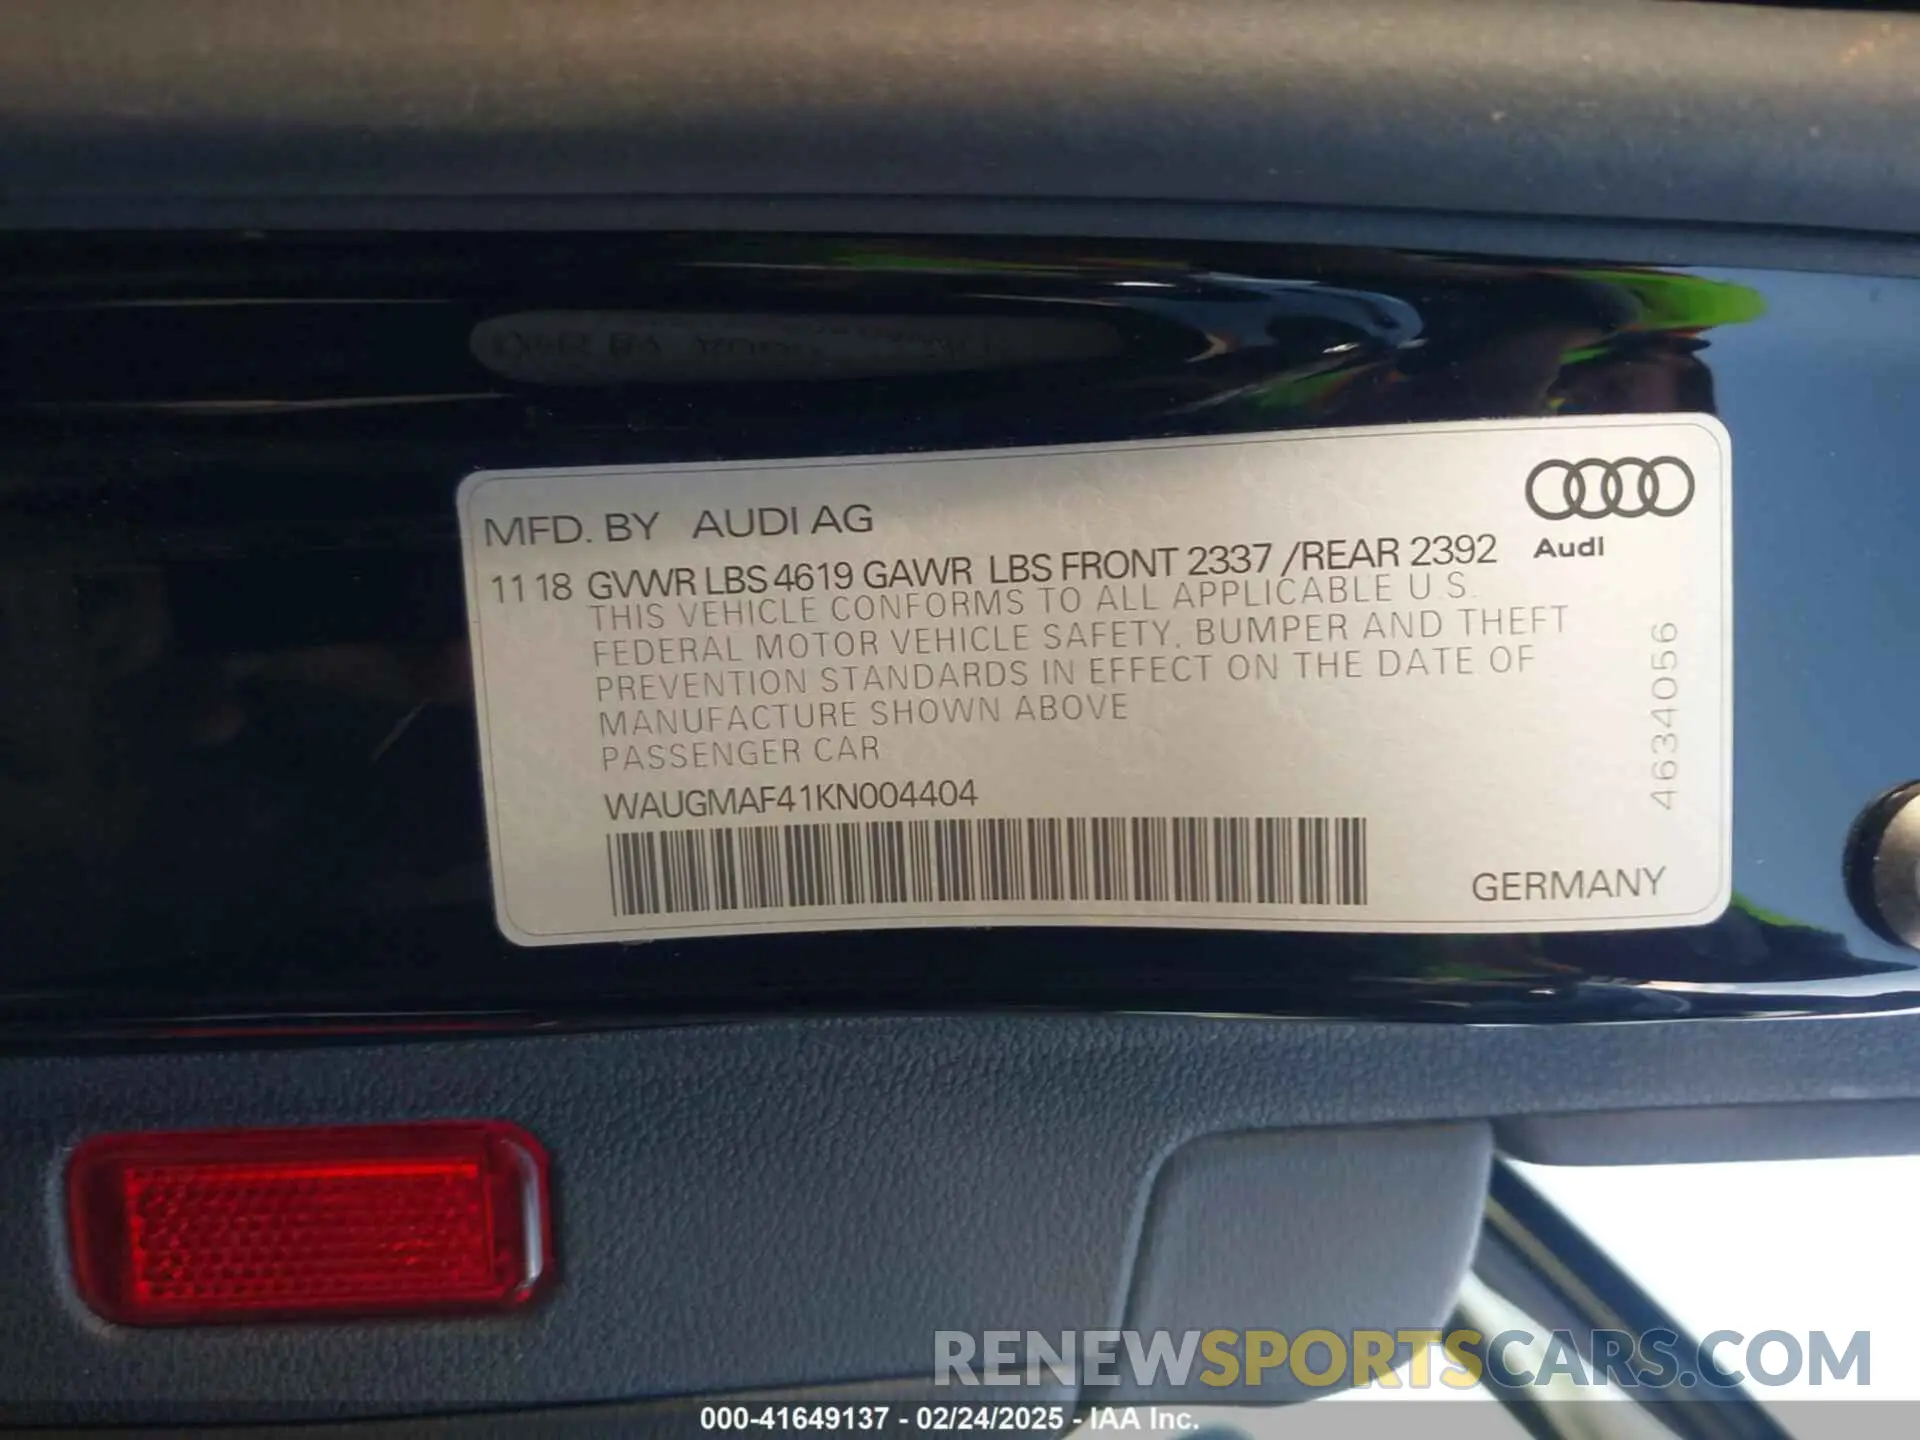 MFD. BY AUDI AG
Audi
11 18 GVWR LBS 4619 GAWR LBS FRONT 2337 /REAR 2392
THIS VEHICLE CONFORMS TO ALL APPLICABLE U.S.
FEDERAL MOTOR VEHICLE SAFETY, BUMPER AND THEFT
PREVENTION STANDARDS IN EFFECT ON THE DATE OF
MANUFACTURE SHOWN ABOVE
PASSENGER CAR
WAUGMAF41KN004404
4634056
GERMANY
RENEWSPORTSCARS.COM
000-41649137 - 02/24/2025 - IAA Inc.